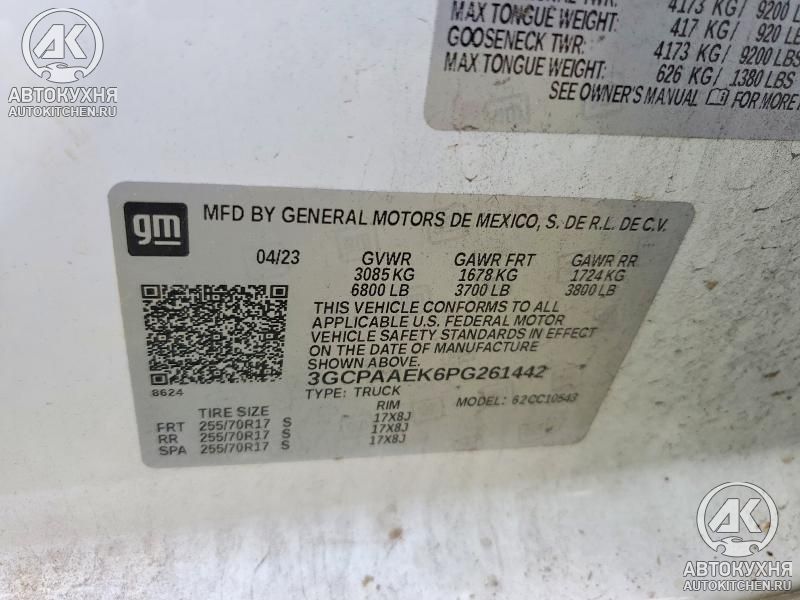 4173 KG/ 9200 LB
MAX TONGUE WEIGHT: 417 KG/ 920 LB
GOOSENECK TWR: 4173 KG/ 9200 LBS
MAX TONGUE WEIGHT: 626 KG/ 1380 LBS
SEE OWNER'S MANUAL FOR MORE
АК
АВТОКУХНЯ
AUTOKITCHEN.RU
gm
MFD BY GENERAL MOTORS DE MEXICO, S. DE R.L. DE C.V.
04/23 GVWR GAWR FRT GAWR RR
3085 KG 1678 KG 1724 KG
6800 LB 3700 LB 3800 LB
THIS VEHICLE CONFORMS TO ALL
APPLICABLE U.S. FEDERAL MOTOR
VEHICLE SAFETY STANDARDS IN EFFECT
ON THE DATE OF MANUFACTURE
SHOWN ABOVE.
3GCPAAEK6PG261442
8624
TYPE: TRUCK MODEL: 62CC10543
TIRE SIZE RIM
FRT 255/70R17 S 17X8J
RR 255/70R17 S 17X8J
SPA 255/70R17 S 17X8J
АК
АВТОКУХНЯ
AUTOKITCHEN.RU